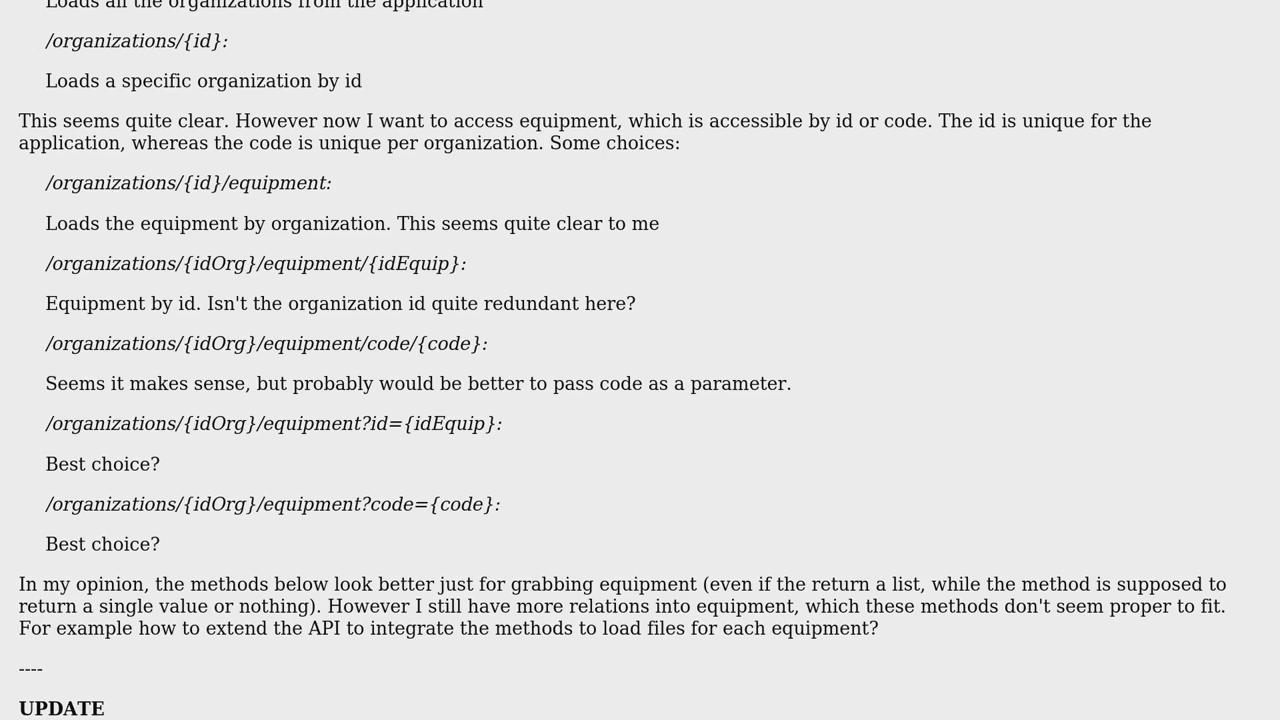 Loads all the organizations from the application
/organizations/{id}:
Loads a specific organization by id
This seems quite clear. However now I want to access equipment, which is accessible by id or code. The id is unique for the
application, whereas the code is unique per organization. Some choices:
/organizations/{id}/equipment:
Loads the equipment by organization. This seems quite clear to me
/organizations/{idOrg}/equipment/{idEquip}:
Equipment by id. Isn't the organization id quite redundant here?
/organizations/{idOrg}/equipment/code/{code}:
Seems it makes sense, but probably would be better to pass code as a parameter.
/organizations/{idOrg}/equipment?id={idEquip}:
Best choice?
/organizations/{idOrg}/equipment?code={code}:
Best choice?
In my opinion, the methods below look better just for grabbing equipment (even if the return a list, while the method is supposed to
return a single value or nothing). However I still have more relations into equipment, which these methods don't seem proper to fit.
For example how to extend the API to integrate the methods to load files for each equipment?
----
UPDATE